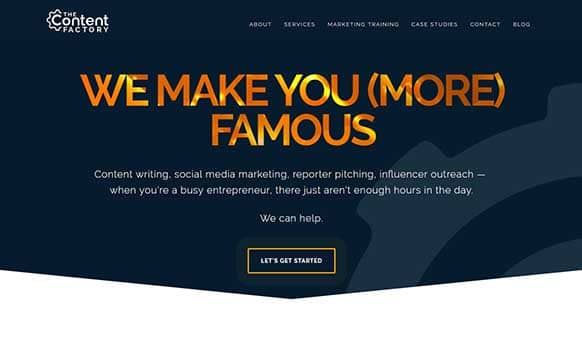 THE
Content
FACTORY
ABOUT SERVICES MARKETING TRAINING CASE STUDIES CONTACT BLOG
WE MAKE YOU (MORE)
FAMOUS
Content writing, social media marketing, reporter pitching, influencer outreach —
when you're a busy entrepreneur, there just aren't enough hours in the day.
We can help.
LET'S GET STARTED